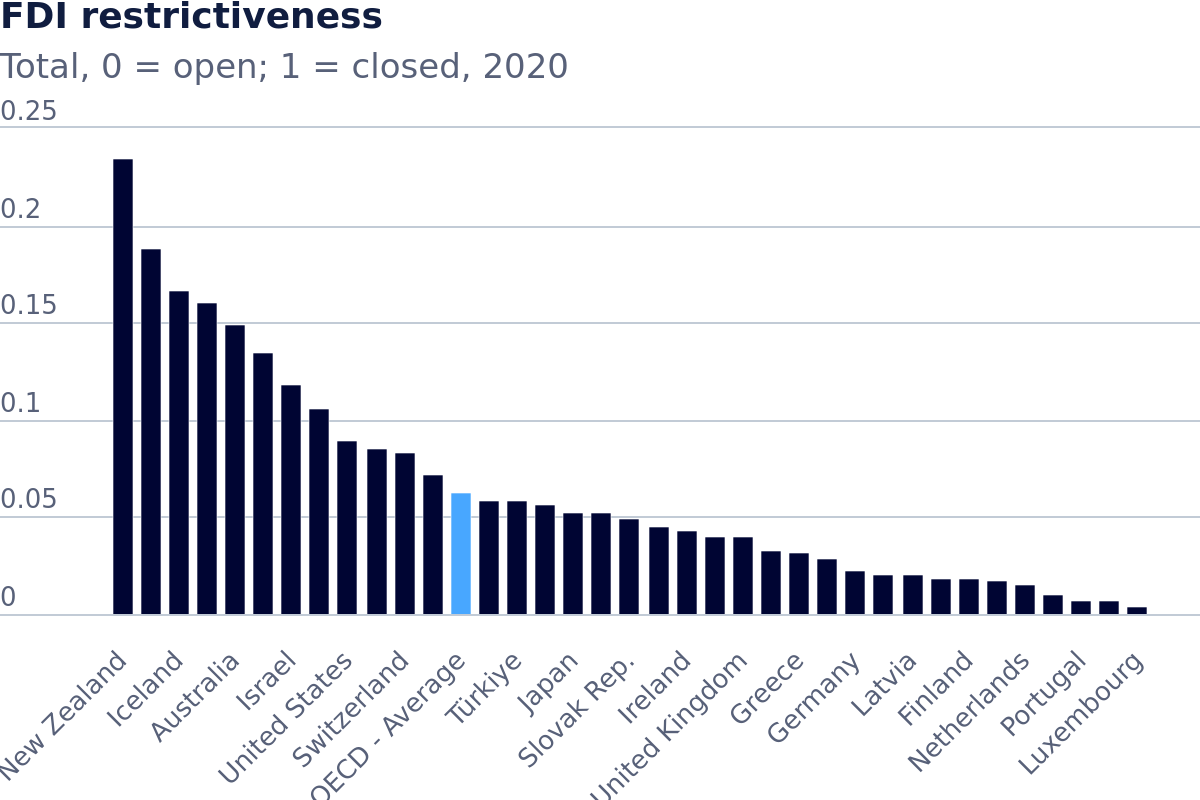 FDI restrictiveness
Total, 0 = open; 1 = closed, 2020
0.25
0.2
0.15
0.1
0.05
0
New Zealand
Iceland
Australia
Israel
United States
Switzerland
OECD - Average
Türkiye
Japan
Slovak Rep.
Ireland
United Kingdom
Greece
Germany
Latvia
Finland
Netherlands
Portugal
Luxembourg